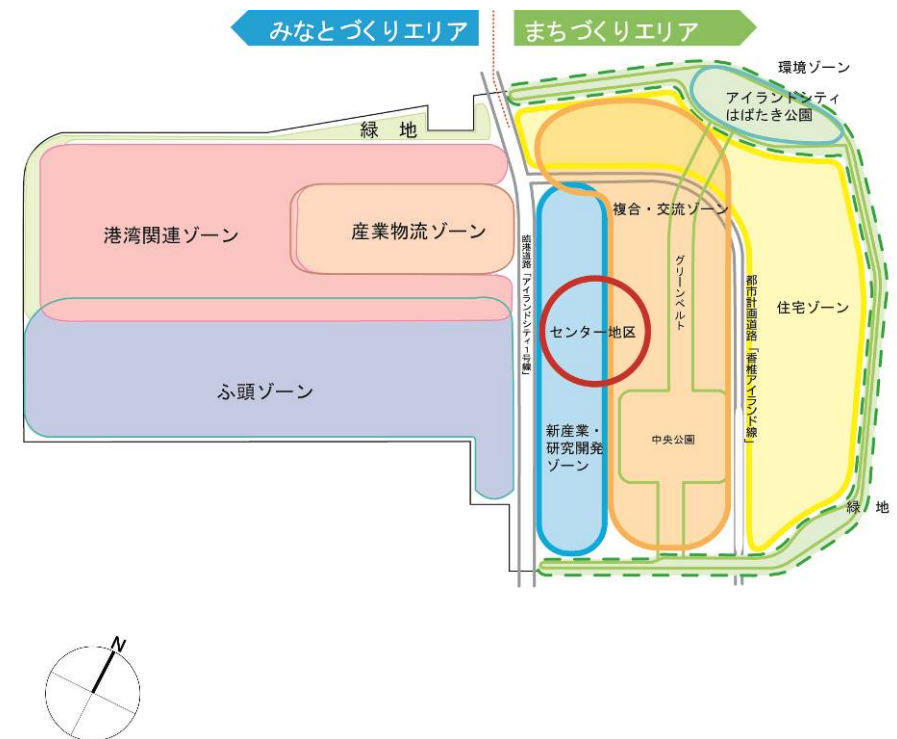 みなとづくりエリア
まちづくりエリア
環境ゾーン
アイランドシティ
はばたき公園
緑 地
港湾関連ゾーン
産業物流ゾーン
複合・交流ゾーン
臨港道路「アイランドシティ1号線」
グリーンベルト
都市計画道路「香椎アイランド線」
住宅ゾーン
センター地区
ふ頭ゾーン
新産業・
研究開発
ゾーン
中央公園
緑 地
N